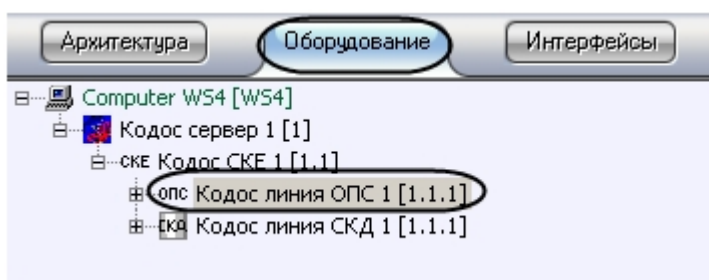 Архитектура Оборудование Интерфейсы
Computer WS4 [WS4]
Кодос сервер 1 [1]
СКЕ Кодос СКЕ 1 [1.1]
ОПС Кодос линия ОПС 1 [1.1.1]
СКД Кодос линия СКД 1 [1.1.1]